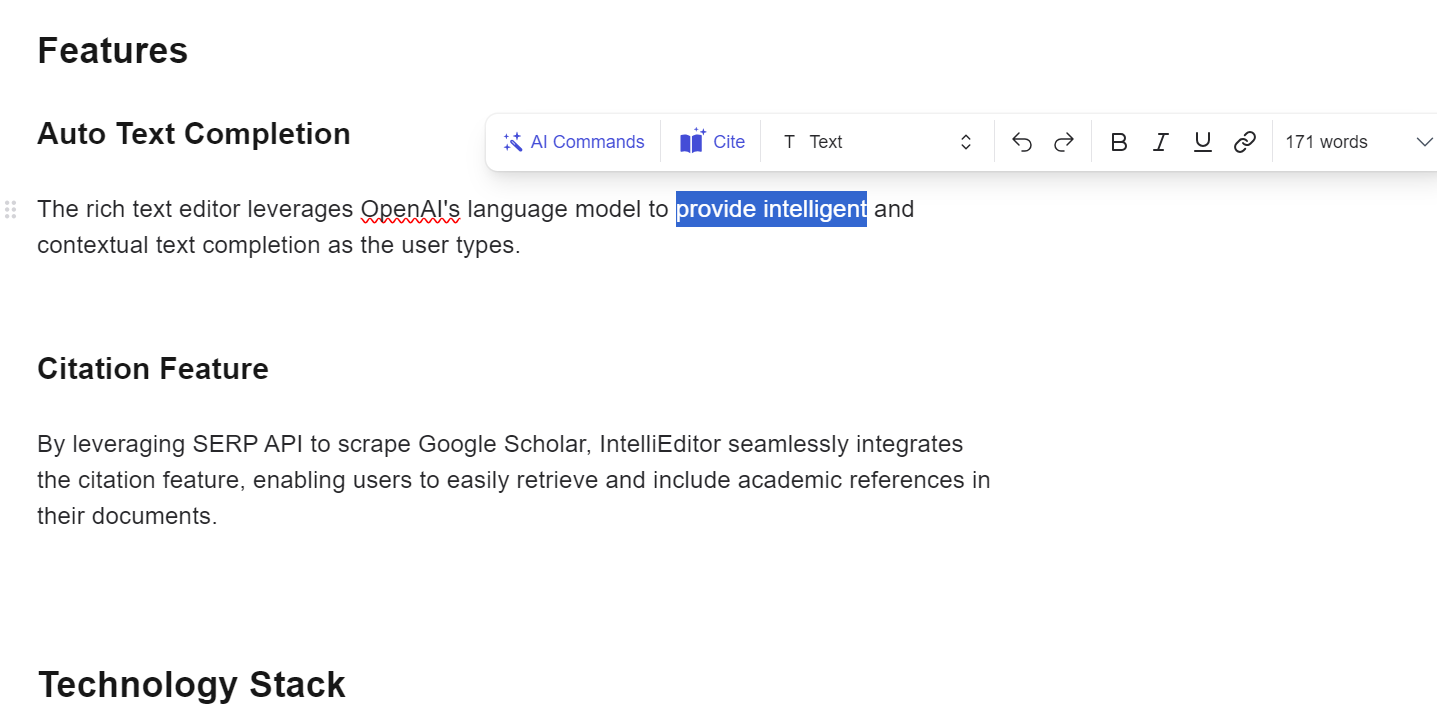 Features
Auto Text Completion
AI Commands Cite T Text B I U 171 words
The rich text editor leverages OpenAI's language model to provide intelligent and
contextual text completion as the user types.
Citation Feature
By leveraging SERP API to scrape Google Scholar, IntelliEditor seamlessly integrates
the citation feature, enabling users to easily retrieve and include academic references in
their documents.
Technology Stack